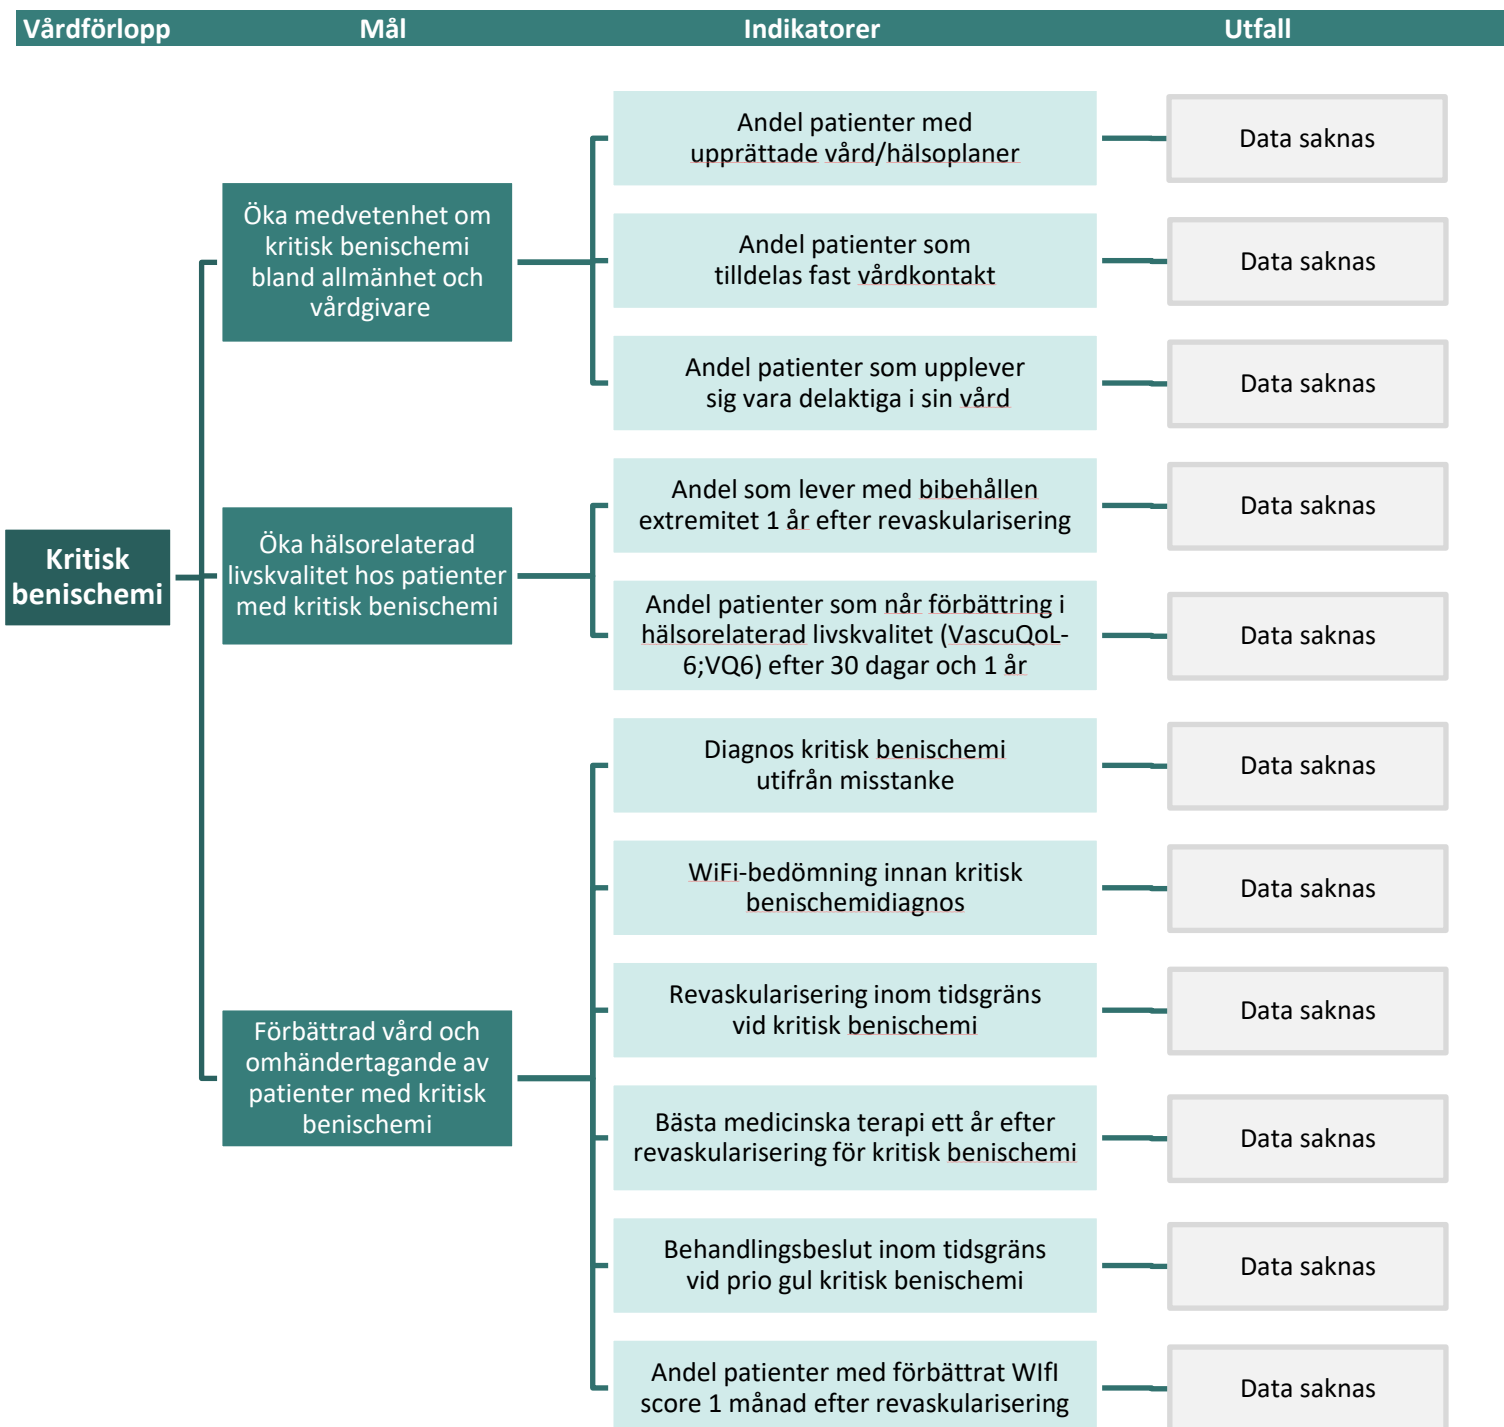 Vårdförlopp Mål Indikatorer Utfall
Kritisk
benischemi
Öka medvetenhet om
kritisk benischemi
bland allmänhet och
vårdgivare
Andel patienter med
upprättade vård/hälsoplaner
Data saknas
Andel patienter som
tilldelas fast vårdkontakt
Data saknas
Andel patienter som upplever
sig vara delaktiga i sin vård
Data saknas
Öka hälsorelaterad
livskvalitet hos patienter
med kritisk benischemi
Andel som lever med bibehållen
extremitet 1 år efter revaskularisering
Data saknas
Andel patienter som når förbättring i
hälsorelaterad livskvalitet (VascuQoL-
6;VQ6) efter 30 dagar och 1 år
Data saknas
Förbättrad vård och
omhändertagande av
patienter med kritisk
benischemi
Diagnos kritisk benischemi
utifrån misstanke
Data saknas
WiFi-bedömning innan kritisk
benischemidiagnos
Data saknas
Revaskularisering inom tidsgräns
vid kritisk benischemi
Data saknas
Bästa medicinska terapi ett år efter
revaskularisering för kritisk benischemi
Data saknas
Behandlingsbeslut inom tidsgräns
vid prio gul kritisk benischemi
Data saknas
Andel patienter med förbättrat WIfI
score 1 månad efter revaskularisering
Data saknas